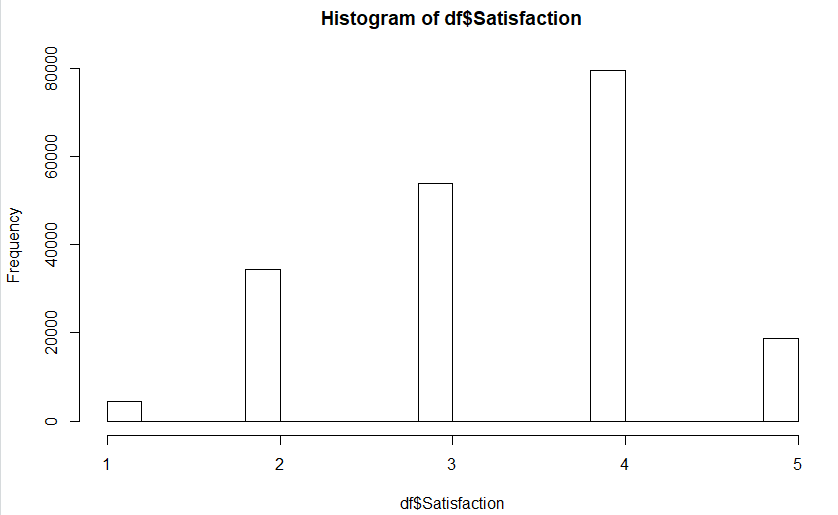 Histogram of df$Satisfaction
80000
60000
40000
20000
0
Frequency
1 2 3 4 5
df$Satisfaction